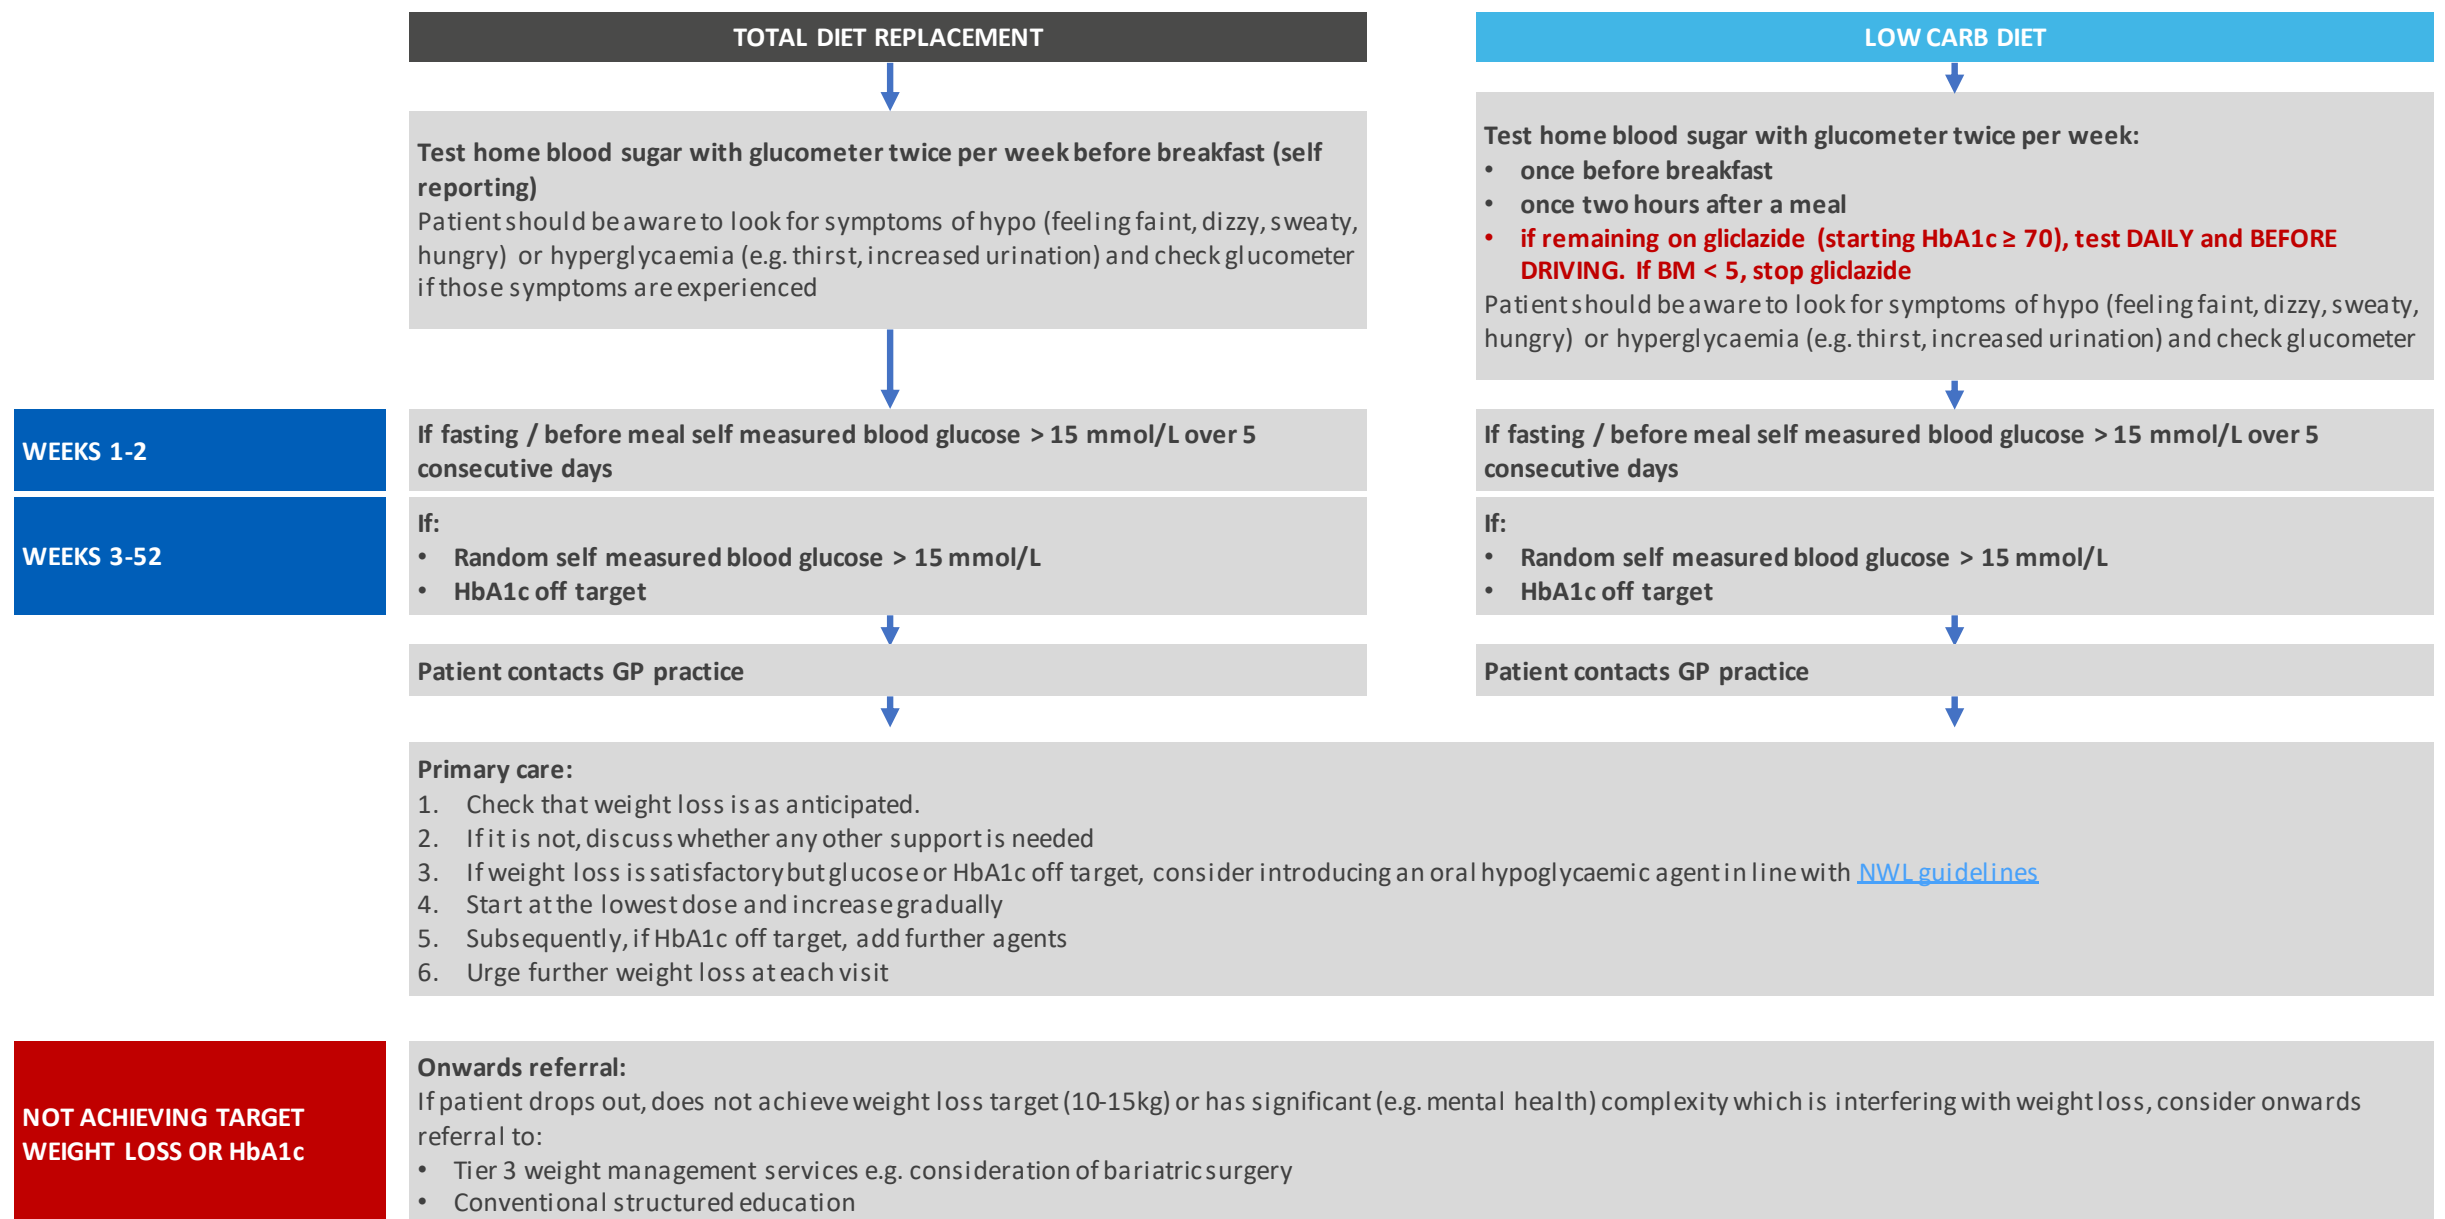 TOTAL DIET REPLACEMENT
Test home blood sugar with glucometer twice per week before breakfast (self
reporting)
Patient should be aware to look for symptoms of hypo (feeling faint, dizzy, sweaty,
hungry) or hyperglycaemia (e.g. thirst, increased urination) and check glucometer
if those symptoms are experienced
LOW CARB DIET
Test home blood sugar with glucometer twice per week:
• once before breakfast
• once two hours after a meal
• if remaining on gliclazide (starting HbA1c ≥ 70), test DAILY and BEFORE
DRIVING. If BM < 5, stop gliclazide
Patient should be aware to look for symptoms of hypo (feeling faint, dizzy, sweaty,
hungry) or hyperglycaemia (e.g. thirst, increased urination) and check glucometer
WEEKS 1-2
If fasting / before meal self measured blood glucose > 15 mmol/L over 5
consecutive days
If fasting / before meal self measured blood glucose > 15 mmol/L over 5
consecutive days
WEEKS 3-52
If:
• Random self measured blood glucose > 15 mmol/L
• HbA1c off target
If:
• Random self measured blood glucose > 15 mmol/L
• HbA1c off target
Patient contacts GP practice
Patient contacts GP practice
Primary care:
1. Check that weight loss is as anticipated.
2. If it is not, discuss whether any other support is needed
3. If weight loss is satisfactory but glucose or HbA1c off target, consider introducing an oral hypoglycaemic agent in line with NWL guidelines
4. Start at the lowest dose and increase gradually
5. Subsequently, if HbA1c off target, add further agents
6. Urge further weight loss at each visit
NOT ACHIEVING TARGET
WEIGHT LOSS OR HbA1c
Onwards referral:
If patient drops out, does not achieve weight loss target (10-15kg) or has significant (e.g. mental health) complexity which is interfering with weight loss, consider onwards
referral to:
• Tier 3 weight management services e.g. consideration of bariatric surgery
• Conventional structured education